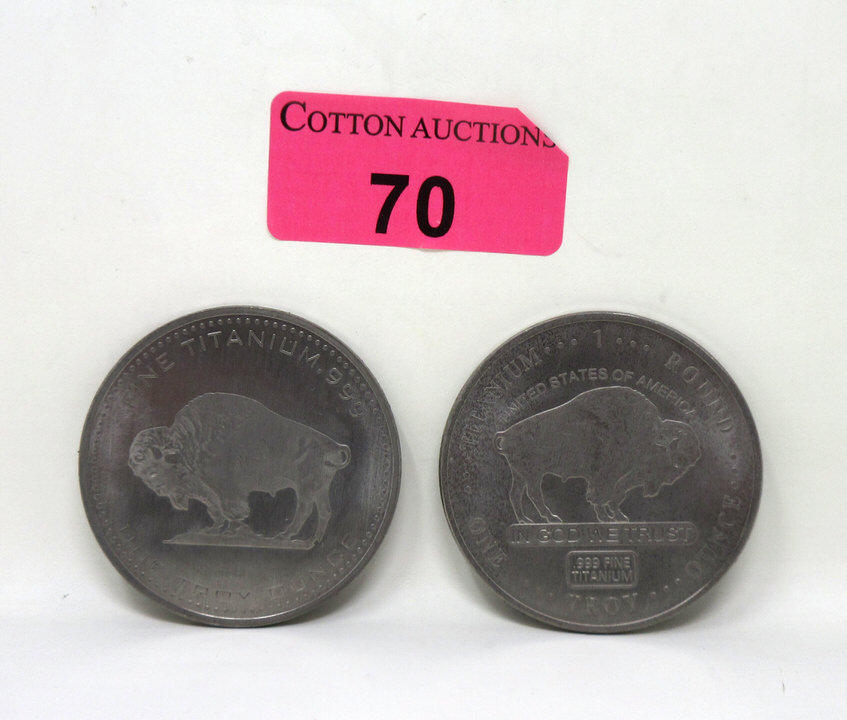 COTTON AUCTIONS
70
FINE TITANIUM .999
ONE TROY OUNCE
TITANIUM 1 ROUND
UNITED STATES OF AMERICA
IN GOD WE TRUST
.999 FINE
TITANIUM
ONE TROY OUNCE